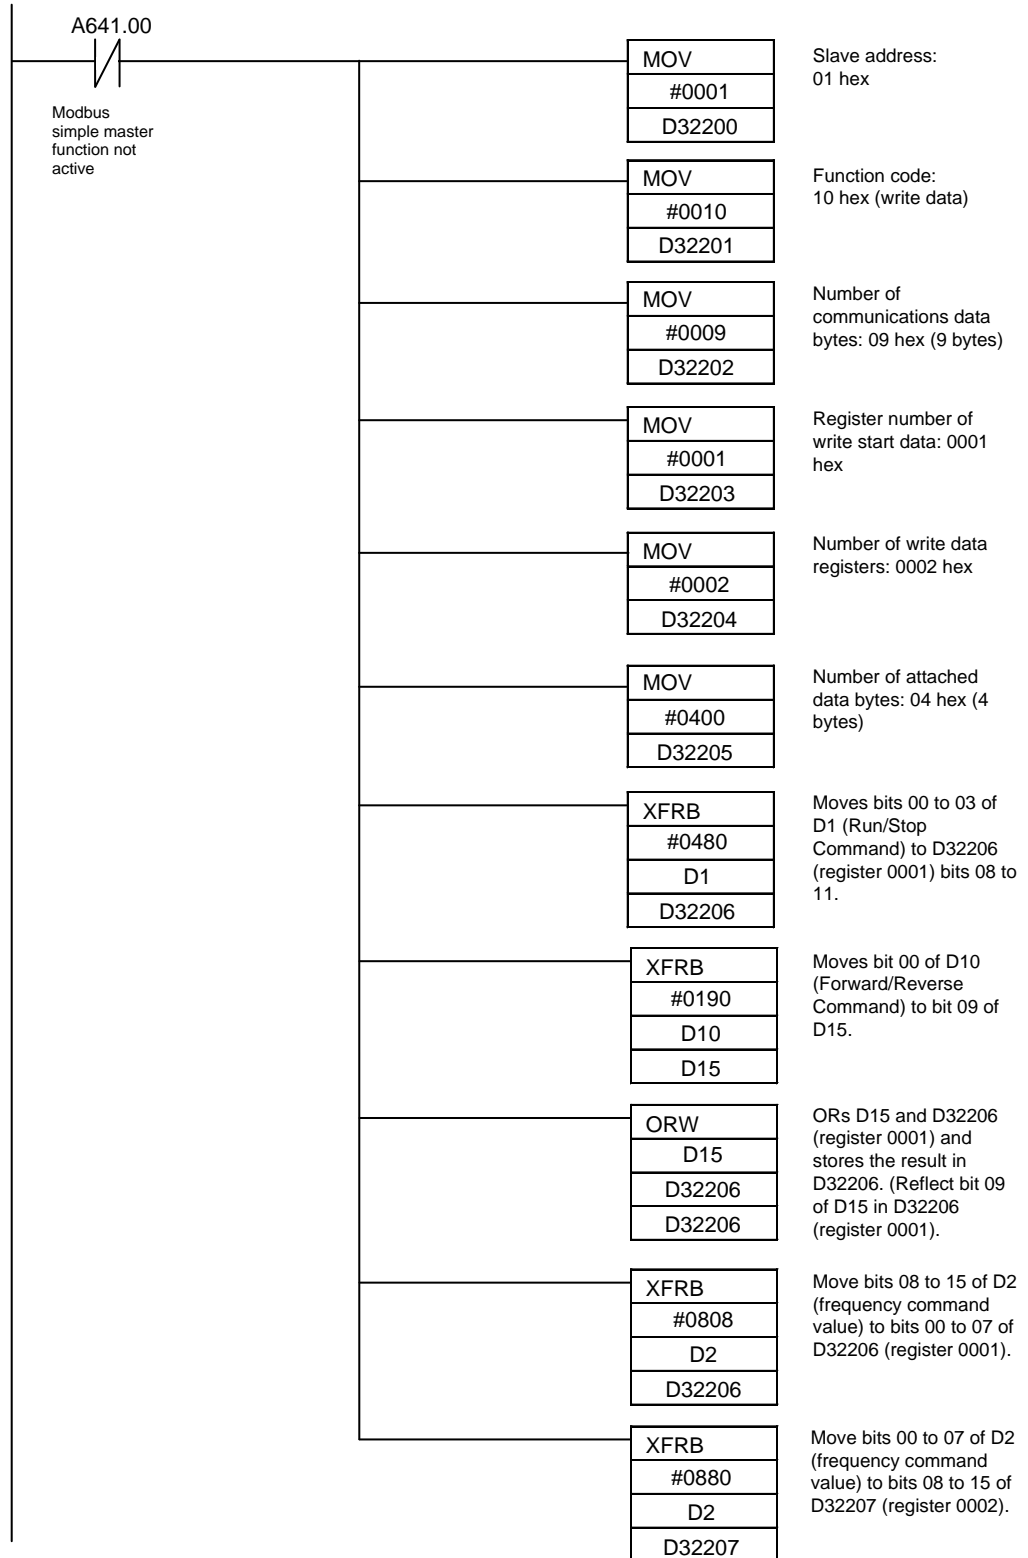 A641.00
Modbus
simple master
function not
active
MOV
#0001
D32200
Slave address:
01 hex
MOV
#0010
D32201
Function code:
10 hex (write data)
MOV
#0009
D32202
Number of
communications data
bytes: 09 hex (9 bytes)
MOV
#0001
D32203
Register number of
write start data: 0001
hex
MOV
#0002
D32204
Number of write data
registers: 0002 hex
MOV
#0400
D32205
Number of attached
data bytes: 04 hex (4
bytes)
XFRB
#0480
D1
D32206
Moves bits 00 to 03 of
D1 (Run/Stop
Command) to D32206
(register 0001) bits 08 to
11.
XFRB
#0190
D10
D15
Moves bit 00 of D10
(Forward/Reverse
Command) to bit 09 of
D15.
ORW
D15
D32206
D32206
ORs D15 and D32206
(register 0001) and
stores the result in
D32206. (Reflect bit 09
of D15 in D32206
(register 0001).
XFRB
#0808
D2
D32206
Move bits 08 to 15 of D2
(frequency command
value) to bits 00 to 07 of
D32206 (register 0001).
XFRB
#0880
D2
D32207
Move bits 00 to 07 of D2
(frequency command
value) to bits 08 to 15 of
D32207 (register 0002).